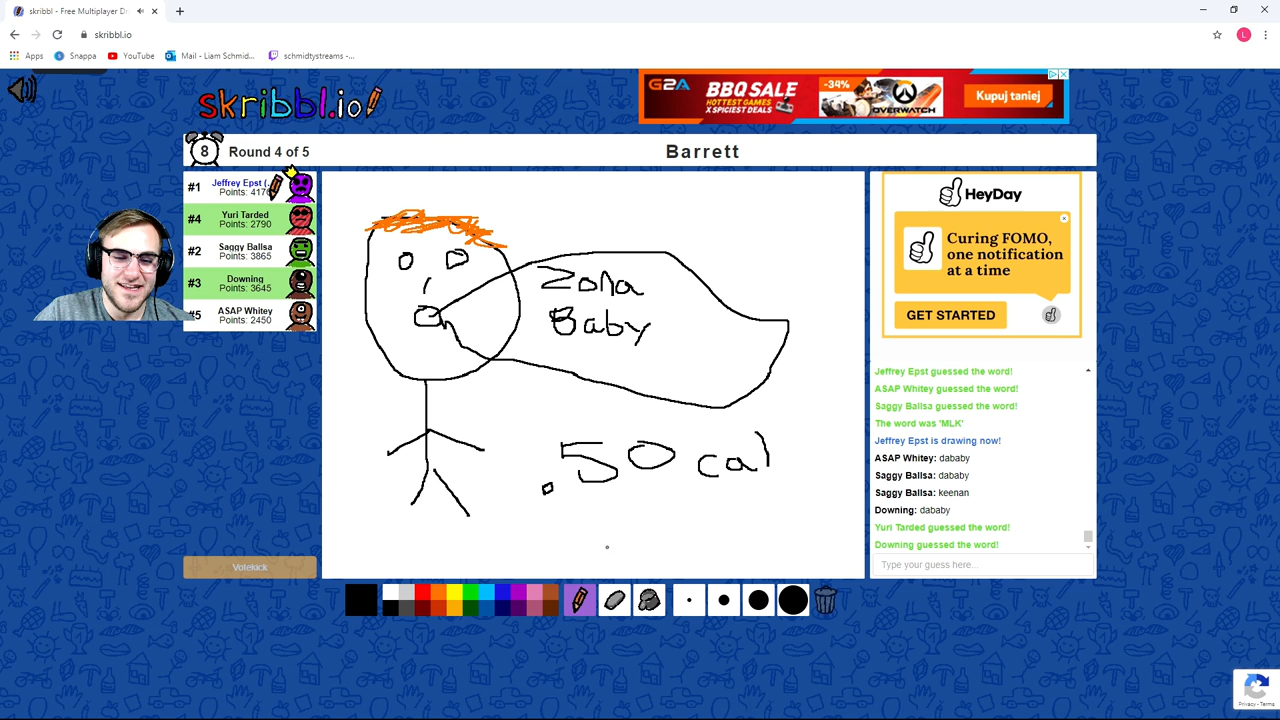 skribbl - Free Multiplayer Dr
skribbl.io
Apps
Snappa
YouTube
Mail - Liam Schmid...
schmidtystreams -...
skribbl.io
G2A
BBQ SALE
HOTTEST GAMES
X SPICIEST DEALS
-34%
OVERWATCH
Kupuj taniej
8
Round 4 of 5
Barrett
#1
Jeffrey Epst (
Points: 4170
#4
Yuri Tarded
Points: 2790
#2
Saggy Ballsa
Points: 3865
#3
Downing
Points: 3645
#5
ASAP Whitey
Points: 2450
Votekick
Zona
Baby
.50 cal
HeyDay
Curing FOMO,
one notification
at a time
GET STARTED
Jeffrey Epst guessed the word!
ASAP Whitey guessed the word!
Saggy Ballsa guessed the word!
The word was 'MLK'
Jeffrey Epst is drawing now!
ASAP Whitey: dababy
Saggy Ballsa: dababy
Saggy Ballsa: keenan
Downing: dababy
Yuri Tarded guessed the word!
Downing guessed the word!
Type your guess here...
L
Privacy - Terms